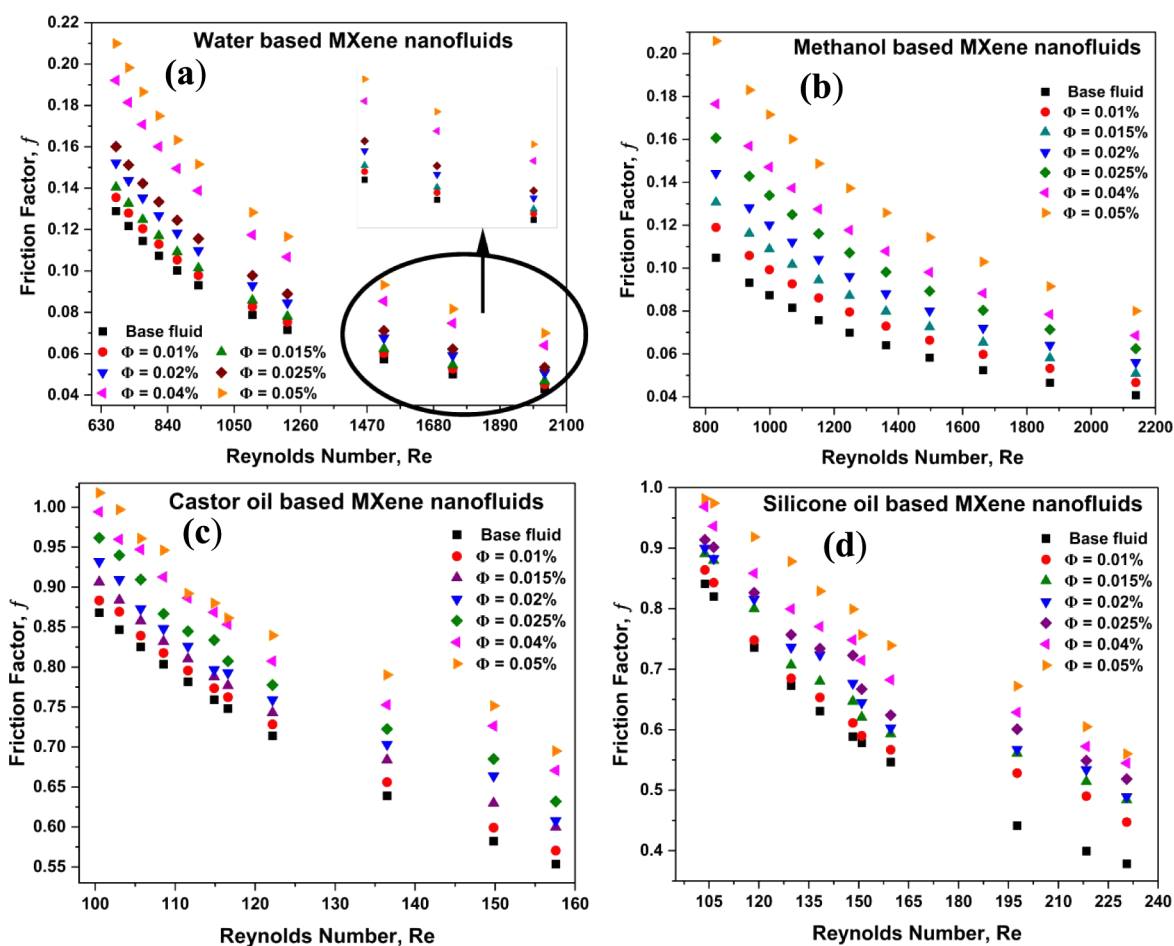 (a)
Water based MXene nanofluids
Friction Factor, f
0.22
0.20
0.18
0.16
0.14
0.12
0.10
0.08
0.06
0.04
Base fluid
Φ = 0.01% Φ = 0.015%
Φ = 0.02% Φ = 0.025%
Φ = 0.04% Φ = 0.05%
630 840 1050 1260 1470 1680 1890 2100
Reynolds Number, Re
(b)
Methanol based MXene nanofluids
Friction Factor, f
0.20
0.18
0.16
0.14
0.12
0.10
0.08
0.06
0.04
Base fluid
Φ = 0.01%
Φ = 0.015%
Φ = 0.02%
Φ = 0.025%
Φ = 0.04%
Φ = 0.05%
800 1000 1200 1400 1600 1800 2000 2200
Reynolds Number, Re
Castor oil based MXene nanofluids
(c)
Friction Factor, f
1.00
0.95
0.90
0.85
0.80
0.75
0.70
0.65
0.60
0.55
Base fluid
Φ = 0.01%
Φ = 0.015%
Φ = 0.02%
Φ = 0.025%
Φ = 0.04%
Φ = 0.05%
100 110 120 130 140 150 160
Reynolds Number, Re
Silicone oil based MXene nanofluids
(d)
Friction Factor, f
1.0
0.9
0.8
0.7
0.6
0.5
0.4
Base fluid
Φ = 0.01%
Φ = 0.015%
Φ = 0.02%
Φ = 0.025%
Φ = 0.04%
Φ = 0.05%
105 120 135 150 165 180 195 210 225 240
Reynolds Number, Re